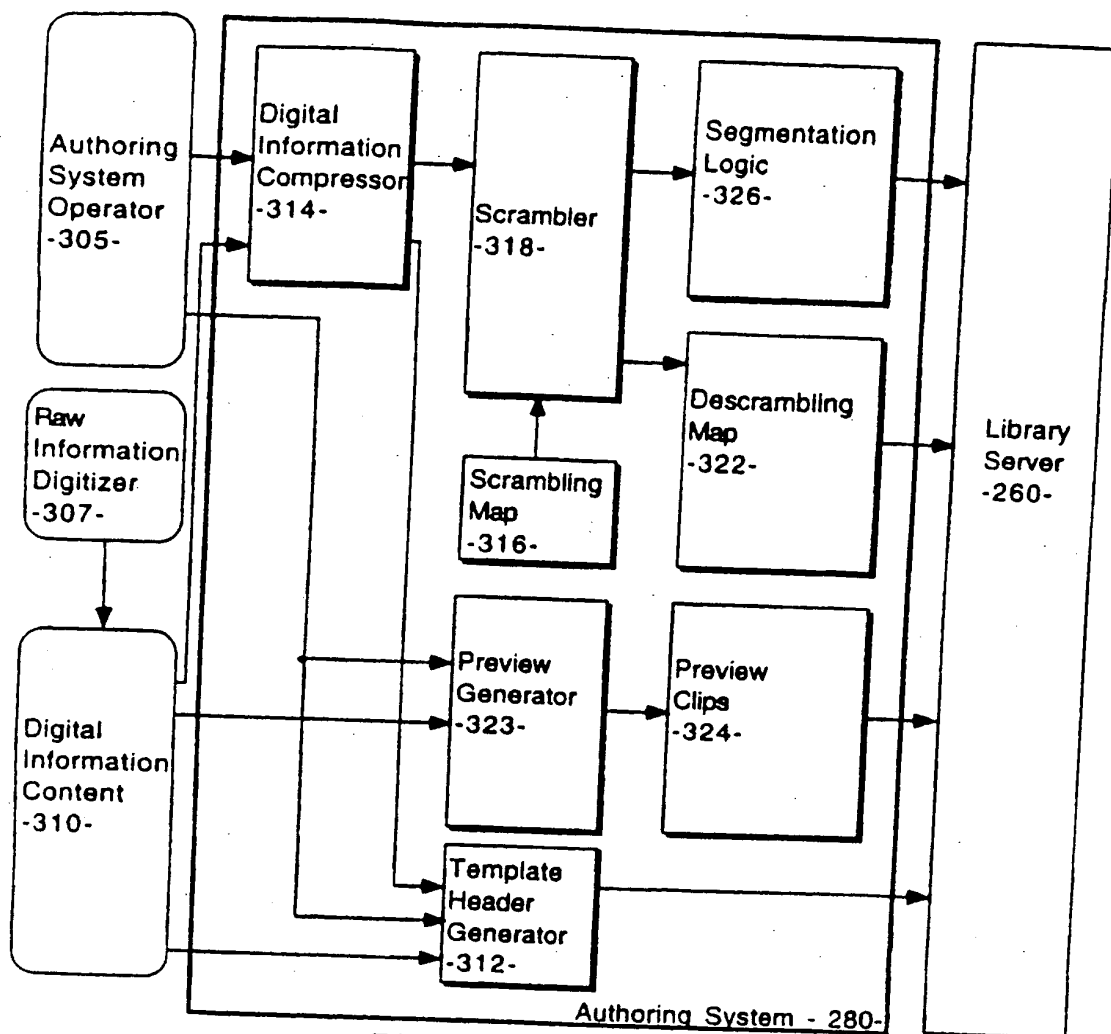 Authoring
System
Operator
-305-
Digital
Information
Compressor
-314-
Scrambler
-318-
Segmentation
Logic
-326-
Raw
Information
Digitizer
-307-
Scrambling
Map
-316-
Descrambling
Map
-322-
Library
Server
-260-
Digital
Information
Content
-310-
Preview
Generator
-323-
Preview
Clips
-324-
Template
Header
Generator
-312-
Authoring System - 280-